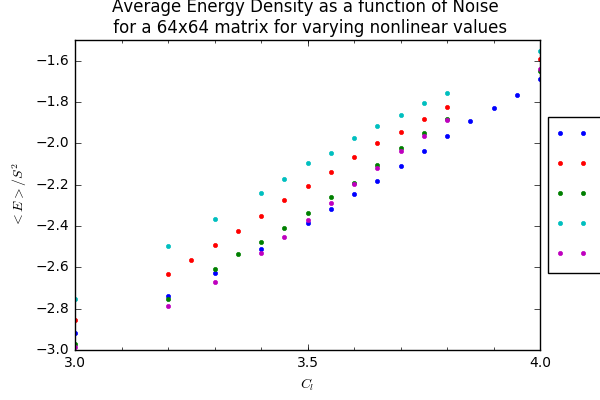 Average Energy Density as a function of Noise
for a 64x64 matrix for varying nonlinear values
−1.6
−1.8
−2.0
−2.2
−2.4
−2.6
−2.8
−3.0
< E > / S²
3.0
3.5
4.0
C_l